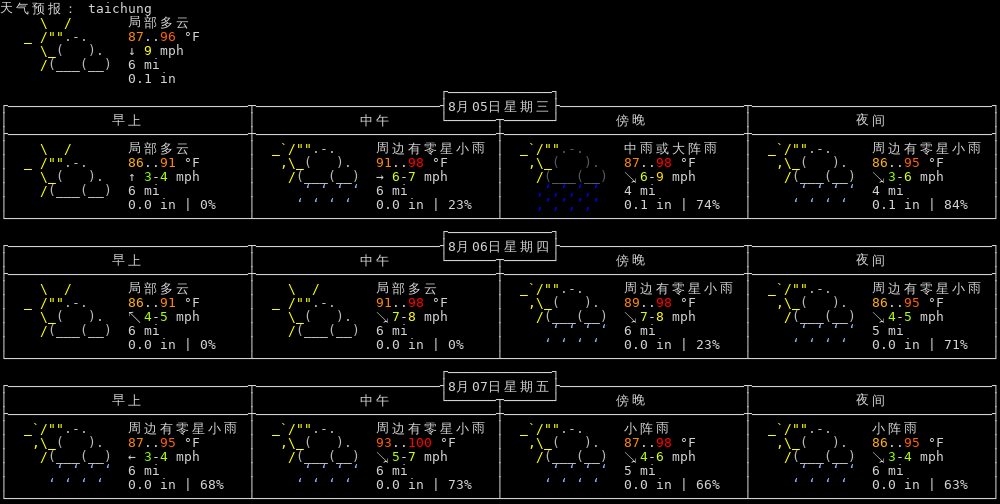 天气预报： taichung
局部多云
87..96 °F
↓ 9 mph
6 mi
0.1 in
8月05日星期三
早上 中午 傍晚 夜间
局部多云 周边有零星小雨 中雨或大阵雨 周边有零星小雨
86..91 °F 91..98 °F 87..98 °F 86..95 °F
↑ 3-4 mph → 6-7 mph ↘ 6-9 mph ↘ 3-6 mph
6 mi 6 mi 4 mi 4 mi
0.0 in | 0% 0.0 in | 23% 0.1 in | 74% 0.1 in | 84%
8月06日星期四
早上 中午 傍晚 夜间
局部多云 局部多云 周边有零星小雨 周边有零星小雨
86..91 °F 91..98 °F 89..98 °F 86..95 °F
↖ 4-5 mph ↘ 7-8 mph ↘ 7-8 mph ↘ 4-5 mph
6 mi 6 mi 6 mi 5 mi
0.0 in | 0% 0.0 in | 0% 0.0 in | 23% 0.0 in | 71%
8月07日星期五
早上 中午 傍晚 夜间
周边有零星小雨 周边有零星小雨 小阵雨 小阵雨
87..95 °F 93..100 °F 87..98 °F 86..95 °F
← 3-4 mph ↘ 5-7 mph ↘ 4-6 mph ↘ 3-4 mph
6 mi 6 mi 5 mi 6 mi
0.0 in | 68% 0.0 in | 73% 0.0 in | 66% 0.0 in | 63%